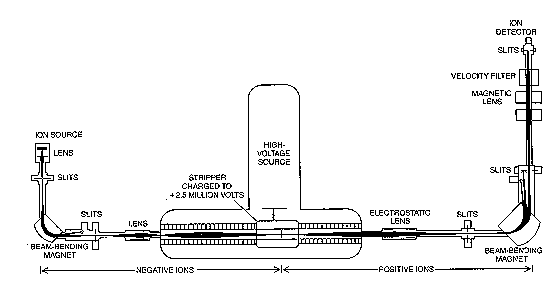 ION
DETECTOR
SLITS
VELOCITY FILTER
MAGNETIC
LENS
HIGH-
VOLTAGE
SOURCE
ION SOURCE
LENS
SLITS
STRIPPER
CHARGED TO
+2.5 MILLION VOLTS
SLITS
SLITS
LENS
ELECTROSTATIC
LENS
SLITS
BEAM-BENDING
MAGNET
BEAM-BENDING
MAGNET
NEGATIVE IONS
POSITIVE IONS